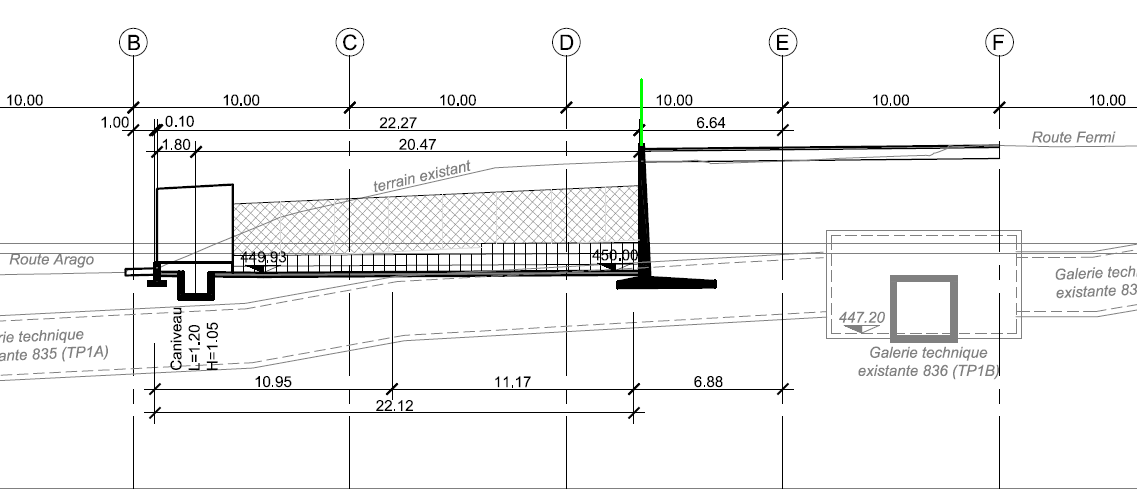 B
C
D
E
F
10.00
10.00
10.00
10.00
10.00
10.00
1.00
0.10
22.27
6.64
1.80
20.47
Route Fermi
terrain existant
Route Arago
449.93
450.00
Galerie tech
existante 83
447.20
rie technique
ante 835 (TP1A)
Caniveau
L=1.20
H=1.05
Galerie technique
existante 836 (TP1B)
10.95
11.17
6.88
22.12